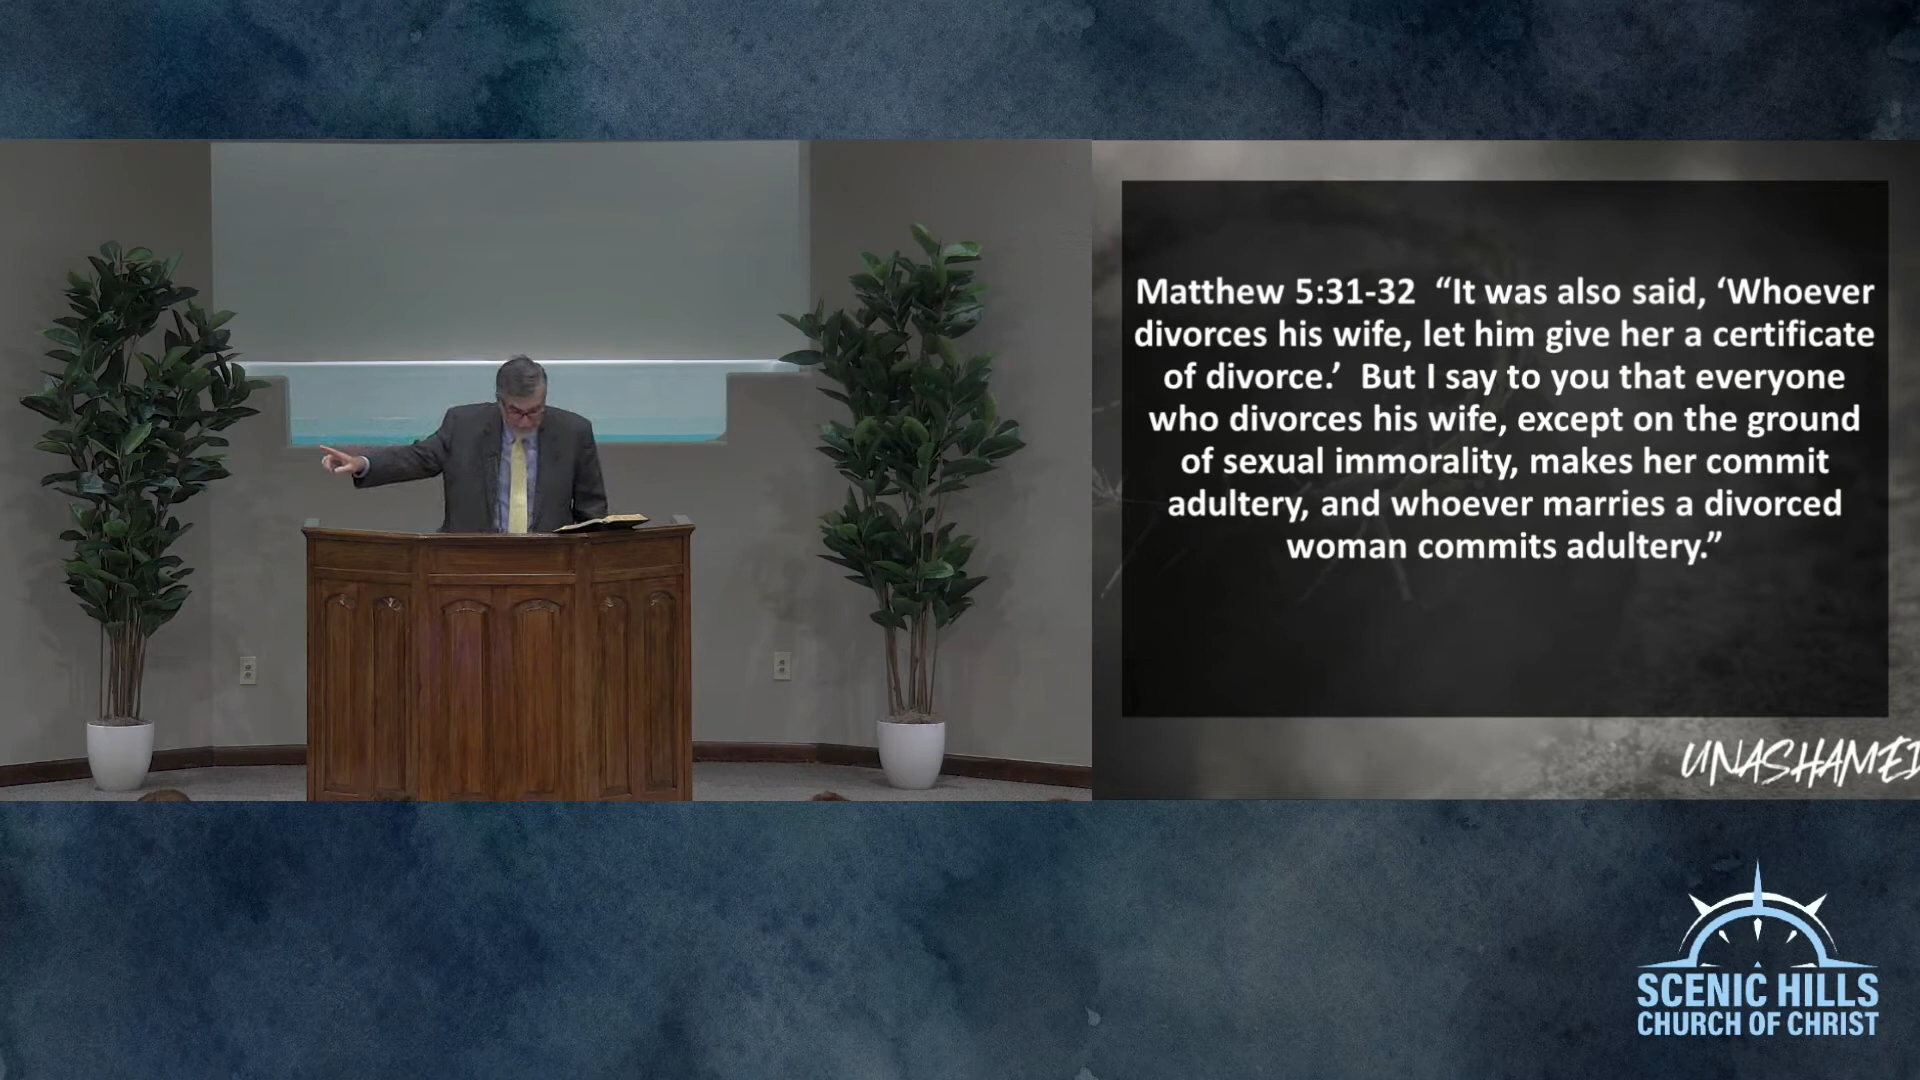 Matthew 5:31-32  “It was also said, ‘Whoever
divorces his wife, let him give her a certificate
of divorce.’  But I say to you that everyone
who divorces his wife, except on the ground
of sexual immorality, makes her commit
adultery, and whoever marries a divorced
woman commits adultery.”
UNASHAMED
SCENIC HILLS
CHURCH OF CHRIST